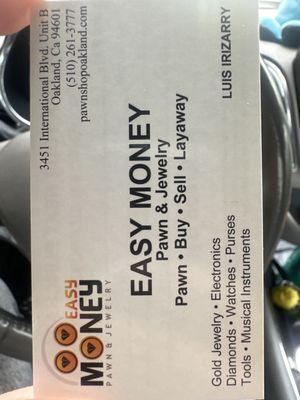 EASY
MONEY
PAWN & JEWELRY
3451 International Blvd. Unit B
Oakland, Ca 94601
(510) 261-3777
pawnshopoakland.com
EASY MONEY
Pawn & Jewelry
Pawn • Buy • Sell • Layaway
Gold Jewelry • Electronics
Diamonds • Watches • Purses
Tools • Musical Instruments
LUIS IRIZARRY